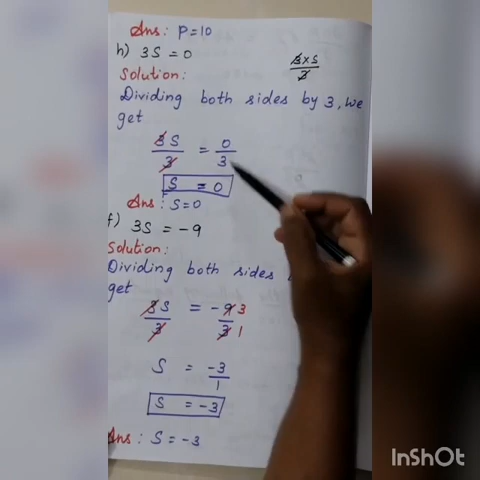 Ans: P=10
h) 3S = 0
3×S
3
Solution:
Dividing both sides by 3, we
get
3S = 0
3 3
S = 0
Ans: S=0
f) 3S = -9
Solution:
Dividing both sides
get
3S = -9 3
3 3 1
S = -3
1
S = -3
Ans: S = -3
InShOt